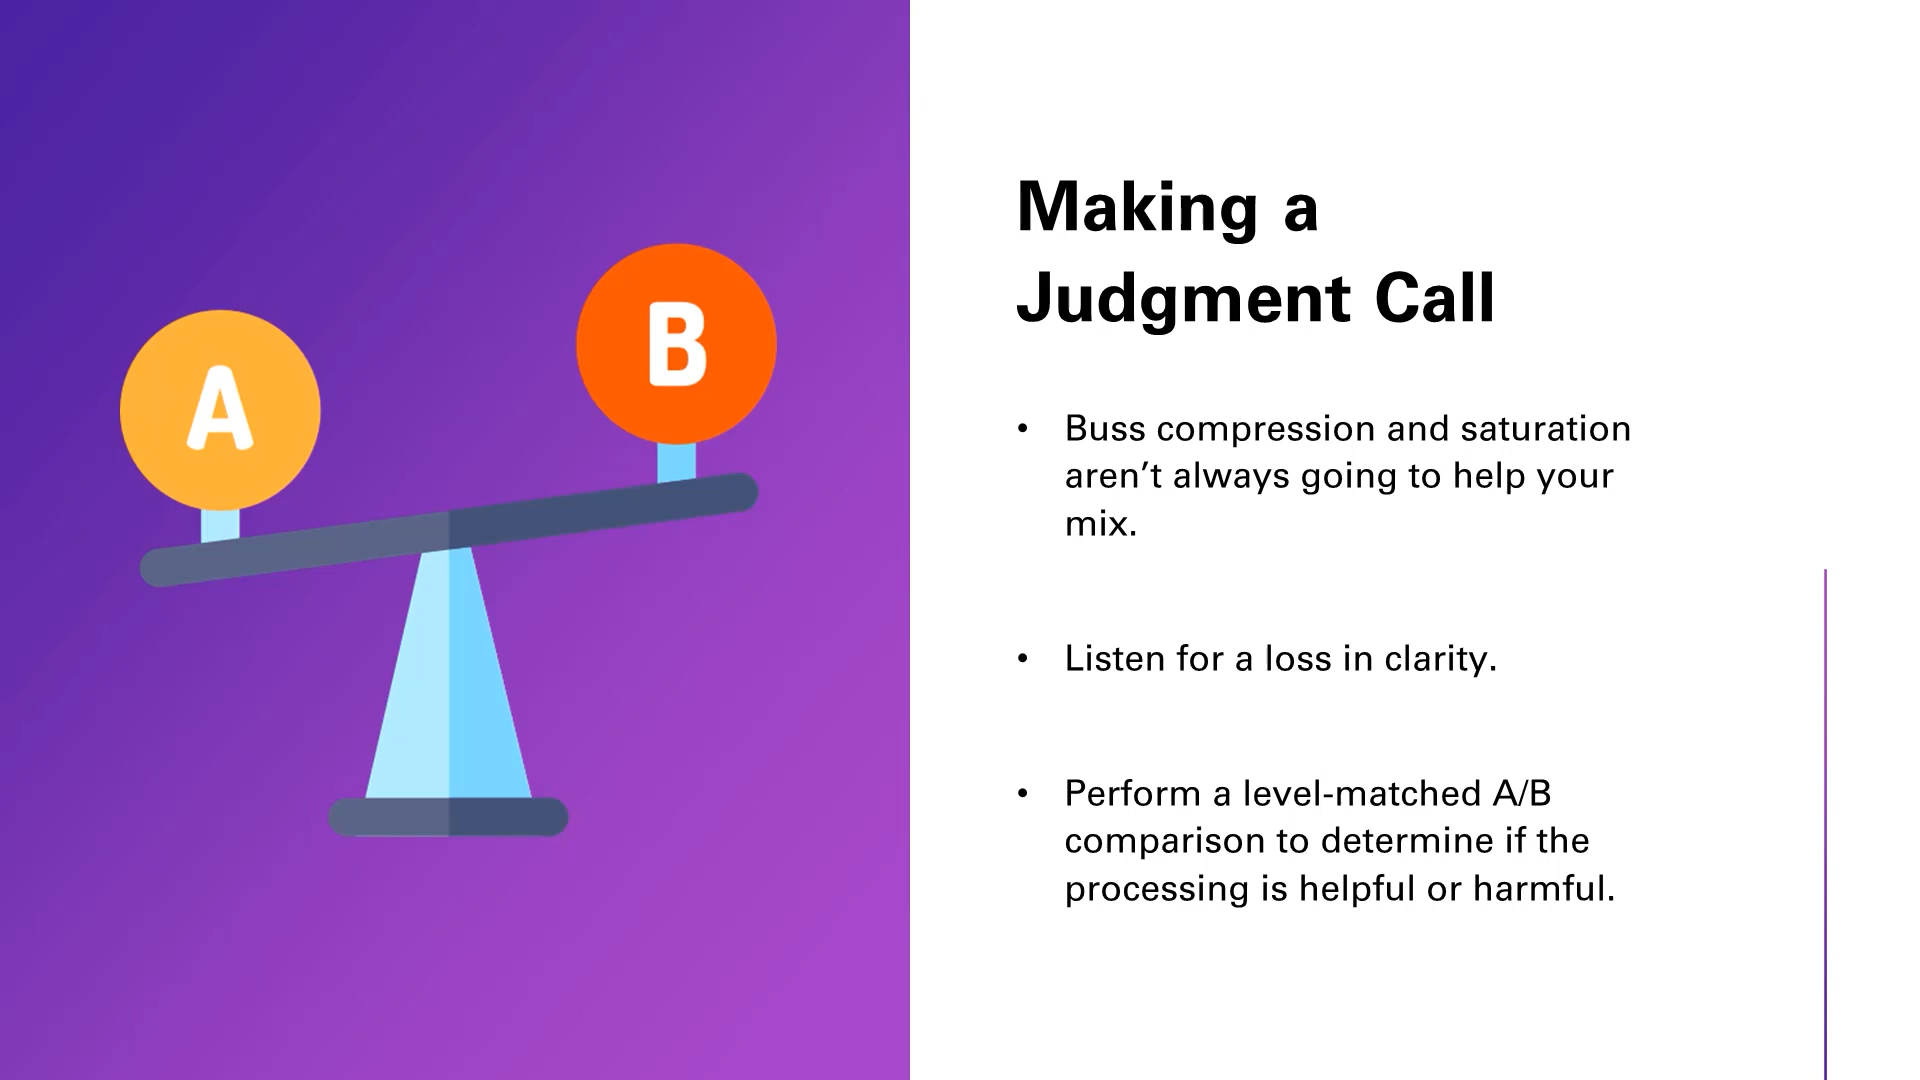 A
B
Making a
Judgment Call
• Buss compression and saturation
aren’t always going to help your
mix.
• Listen for a loss in clarity.
• Perform a level-matched A/B
comparison to determine if the
processing is helpful or harmful.